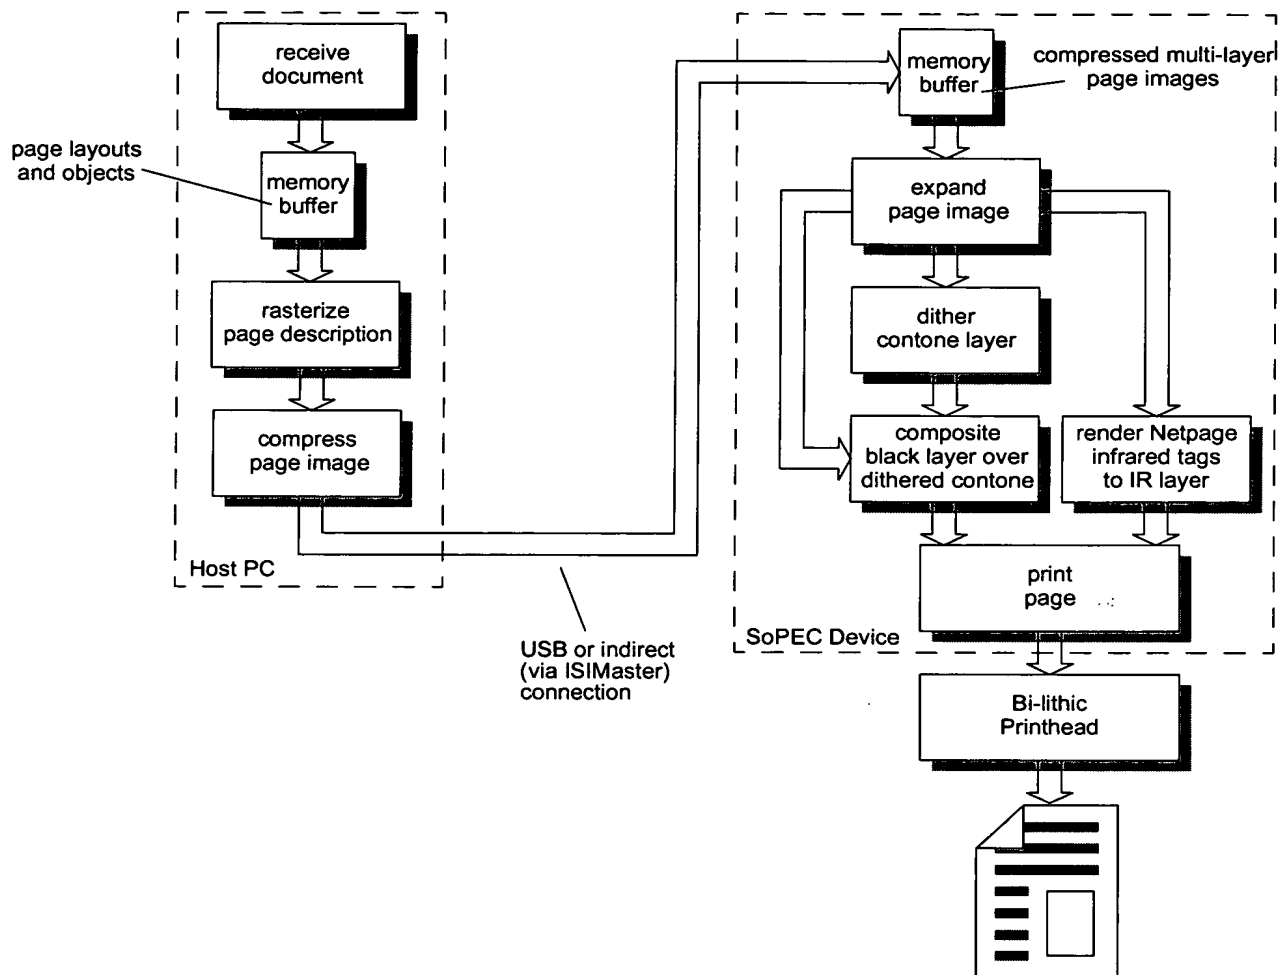 receive
document
page layouts
and objects
memory
buffer
rasterize
page description
compress
page image
Host PC
USB or indirect
(via ISIMaster)
connection
memory
buffer
compressed multi-layer
page images
expand
page image
dither
contone layer
composite
black layer over
dithered contone
render Netpage
infrared tags
to IR layer
print
page
SoPEC Device
Bi-lithic
Printhead